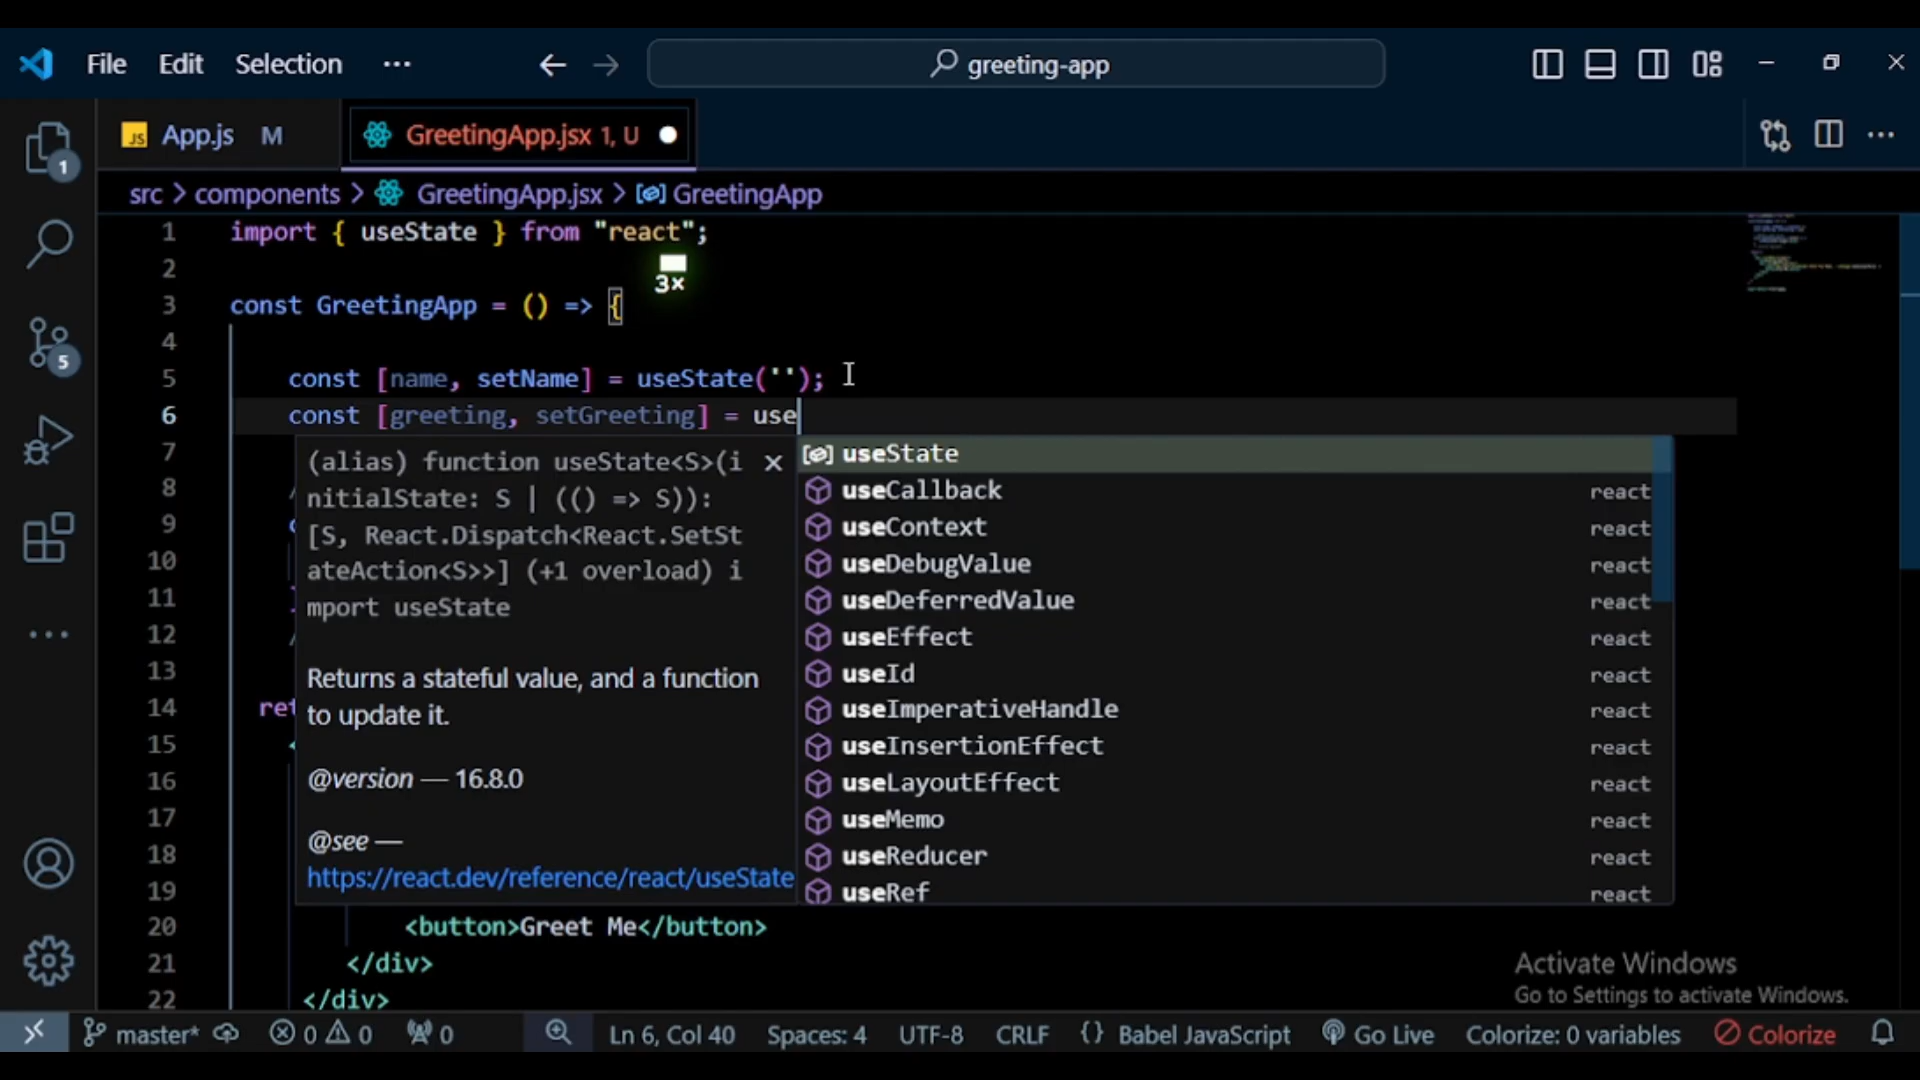 File Edit Selection ··· greeting-app
JS App.js M GreetingApp.jsx 1, U
src > components > GreetingApp.jsx > GreetingApp
1 import { useState } from "react";
2
3×
3 const GreetingApp = () => {
4
5 const [name, setName] = useState('');
6 const [greeting, setGreeting] = use
7 (alias) function useState<S>(i × useState
8 / nitialState: S | (() => S)): useCallback react
9 [S, React.Dispatch<React.SetSt useContext react
10 ateAction<S>>] (+1 overload) i useDebugValue react
11 mport useState useDeferredValue react
12 / useEffect react
13 Returns a stateful value, and a function useId react
14 ret to update it. useImperativeHandle react
15 < useInsertionEffect react
16 @version — 16.8.0 useLayoutEffect react
17 useMemo react
18 @see — useReducer react
19 https://react.dev/reference/react/useState useRef react
20 <button>Greet Me</button>
21 </div>
22 </div>
1
5
Activate Windows
Go to Settings to activate Windows.
master* 0 0 0 Ln 6, Col 40 Spaces: 4 UTF-8 CRLF {} Babel JavaScript Go Live Colorize: 0 variables Colorize